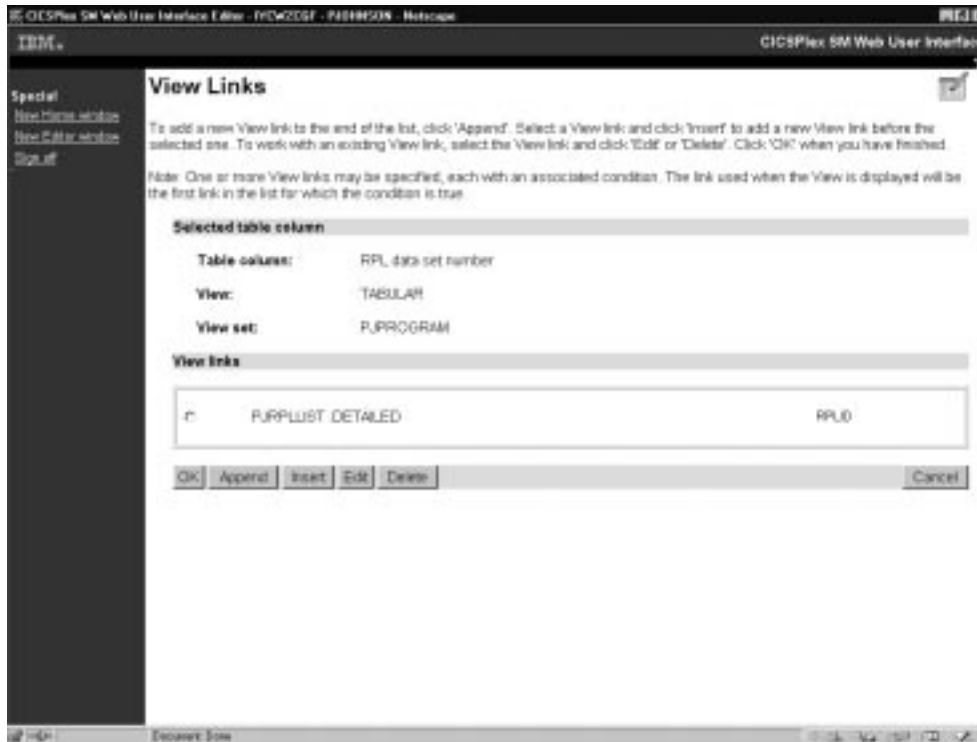 CICSPlex SM Web User Interface Editor - IYCWZCGF - PJOHNSON - Netscape
IBM.
CICSPlex SM Web User Interface
Special
New Home window
New Editor window
Sign off
View Links
To add a new View link to the end of the list, click 'Append'. Select a View link and click 'Insert' to add a new View link before the
selected one. To work with an existing View link, select the View link and click 'Edit' or 'Delete'. Click 'OK' when you have finished.
Note: One or more View links may be specified, each with an associated condition. The link used when the View is displayed will be
the first link in the list for which the condition is true.
Selected table column
Table column: RPL data set number
View: TABULAR
View set: PJPROGRAM
View links
PJRPLLIST DETAILED
OK Append Insert Edit Delete Cancel
Document: Done